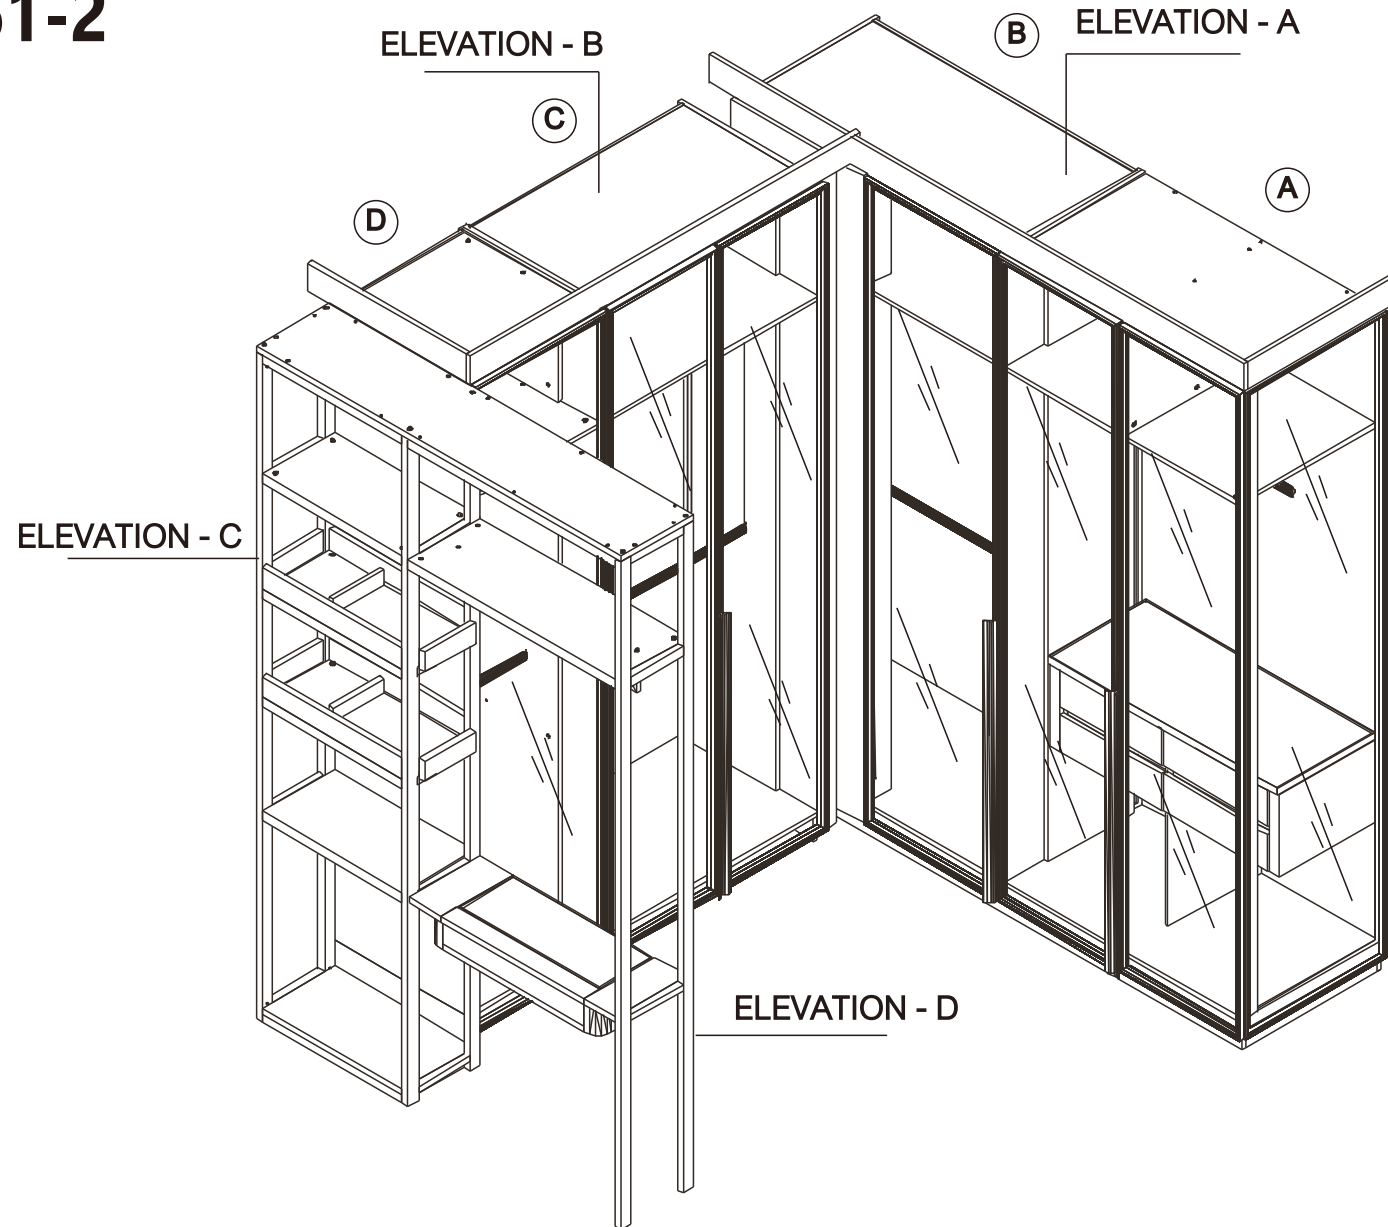 1-2
ELEVATION - A
B
ELEVATION - B
C
A
D
ELEVATION - C
ELEVATION - D